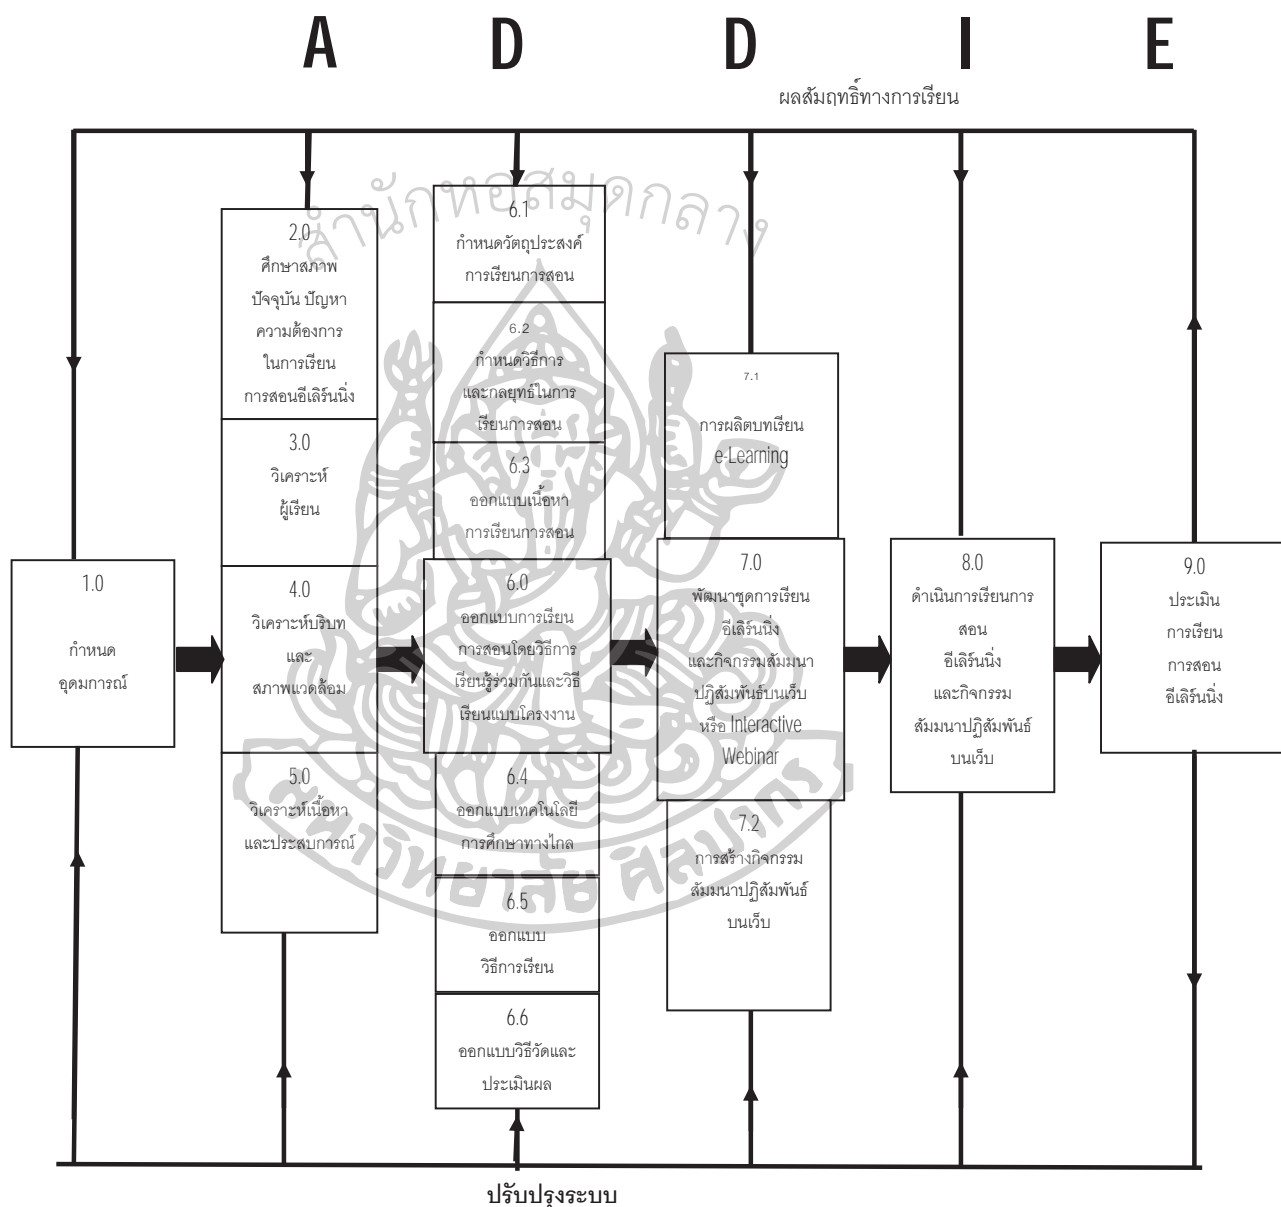 A D D I E
ผลสัมฤทธิ์ทางการเรียน
1.0
กำหนด
อุดมการณ์
2.0
ศึกษาสภาพ
ปัจจุบัน ปัญหา
ความต้องการ
ในการเรียน
การสอนอีเลิร์นนิ่ง
3.0
วิเคราะห์
ผู้เรียน
4.0
วิเคราะห์บริบท
และ
สภาพแวดล้อม
5.0
วิเคราะห์เนื้อหา
และประสบการณ์
6.1
กำหนดวัตถุประสงค์
การเรียนการสอน
6.2
กำหนดวิธีการ
และกลยุทธ์ในการ
เรียนการสอน
6.3
ออกแบบเนื้อหา
การเรียนการสอน
6.0
ออกแบบการเรียน
การสอนโดยวิธีการ
เรียนรู้ร่วมกันและวิธี
เรียนแบบโครงงาน
6.4
ออกแบบเทคโนโลยี
การศึกษาทางไกล
6.5
ออกแบบ
วิธีการเรียน
6.6
ออกแบบวิธีวัดและ
ประเมินผล
7.1
การผลิตบทเรียน
e-Learning
7.0
พัฒนาชุดการเรียน
อีเลิร์นนิ่ง
และกิจกรรมสัมมนา
ปฏิสัมพันธ์บนเว็บ
หรือ Interactive
Webinar
7.2
การสร้างกิจกรรม
สัมมนาปฏิสัมพันธ์
บนเว็บ
8.0
ดำเนินการเรียนการ
สอน
อีเลิร์นนิ่ง
และกิจกรรม
สัมมนาปฏิสัมพันธ์
บนเว็บ
9.0
ประเมิน
การเรียน
การสอน
อีเลิร์นนิ่ง
ปรับปรุงระบบ
สำนักหอสมุดกลาง
มหาวิทยาลัย ศิลปากร